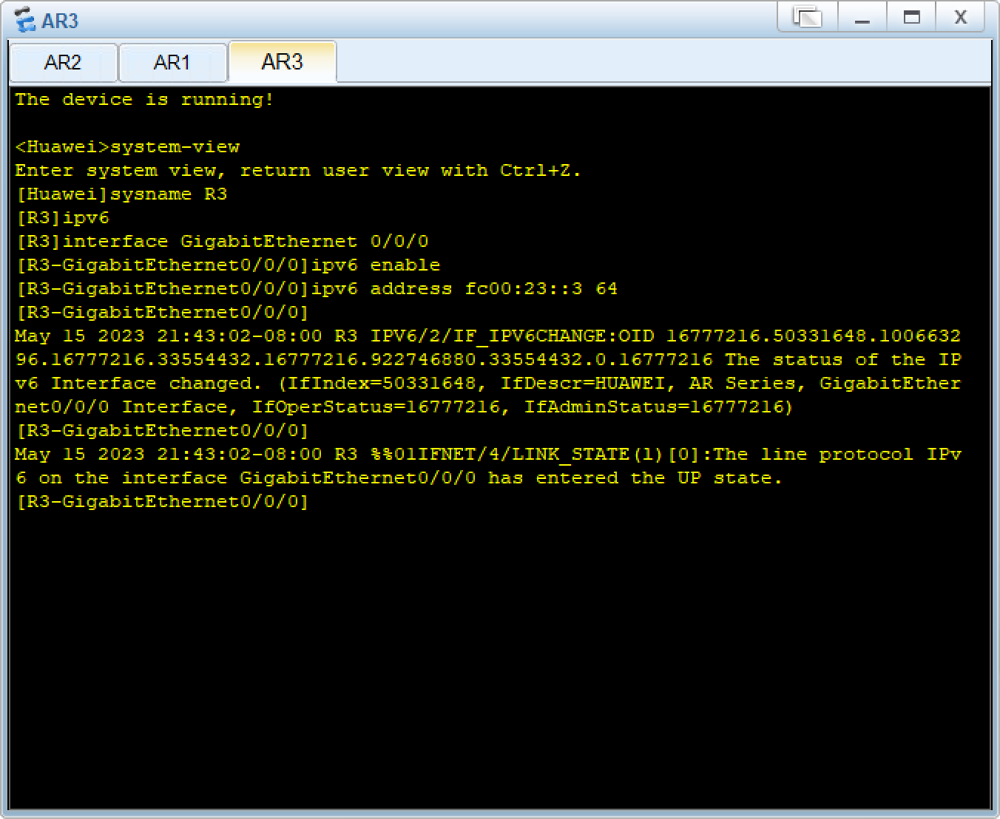 AR3
AR2 AR1 AR3
The device is running!
<Huawei>system-view
Enter system view, return user view with Ctrl+Z.
[Huawei]sysname R3
[R3]ipv6
[R3]interface GigabitEthernet 0/0/0
[R3-GigabitEthernet0/0/0]ipv6 enable
[R3-GigabitEthernet0/0/0]ipv6 address fc00:23::3 64
[R3-GigabitEthernet0/0/0]
May 15 2023 21:43:02-08:00 R3 IPV6/2/IF_IPV6CHANGE:OID 16777216.50331648.1006632
96.16777216.33554432.16777216.922746880.33554432.0.16777216 The status of the IP
v6 Interface changed. (IfIndex=50331648, IfDescr=HUAWEI, AR Series, GigabitEther
net0/0/0 Interface, IfOperStatus=16777216, IfAdminStatus=16777216)
[R3-GigabitEthernet0/0/0]
May 15 2023 21:43:02-08:00 R3 %%01IFNET/4/LINK_STATE(l)[0]:The line protocol IPv
6 on the interface GigabitEthernet0/0/0 has entered the UP state.
[R3-GigabitEthernet0/0/0]